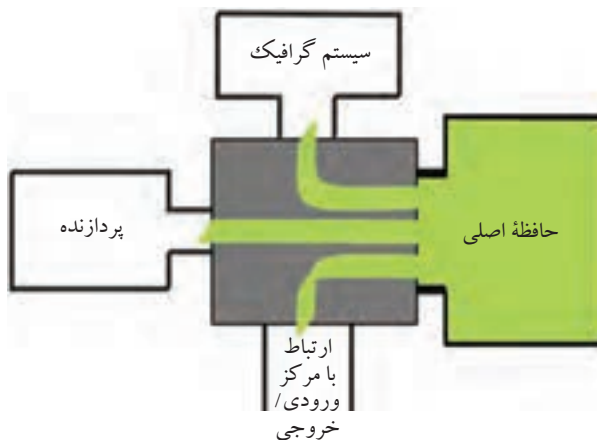 سیستم گرافیک
حافظهٔ اصلی
پردازنده
ارتباط
با مرکز
ورودی/
خروجی